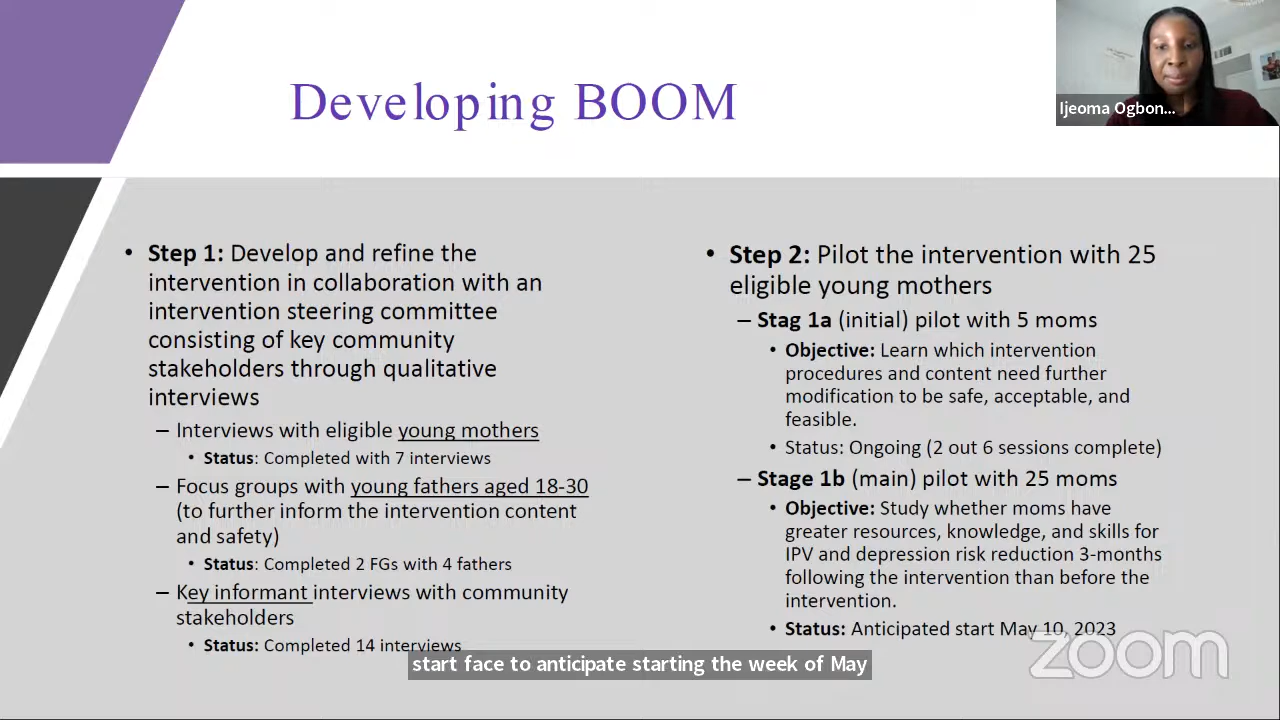 Developing BOOM
Ijeoma Ogbon...
• Step 1: Develop and refine the
intervention in collaboration with an
intervention steering committee
consisting of key community
stakeholders through qualitative
interviews
– Interviews with eligible young mothers
• Status: Completed with 7 interviews
– Focus groups with young fathers aged 18-30
(to further inform the intervention content
and safety)
• Status: Completed 2 FGs with 4 fathers
– Key informant interviews with community
stakeholders
• Status: Completed 14 interviews
• Step 2: Pilot the intervention with 25
eligible young mothers
– Stag 1a (initial) pilot with 5 moms
• Objective: Learn which intervention
procedures and content need further
modification to be safe, acceptable, and
feasible.
• Status: Ongoing (2 out 6 sessions complete)
– Stage 1b (main) pilot with 25 moms
• Objective: Study whether moms have
greater resources, knowledge, and skills for
IPV and depression risk reduction 3-months
following the intervention than before the
intervention.
• Status: Anticipated start May 10, 2023
start face to anticipate starting the week of May
zoom